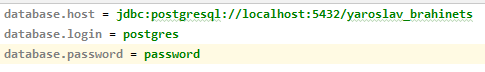 database.host = jdbc:postgresql://localhost:5432/yaroslav_brahinets
database.login = postgres
database.password = password